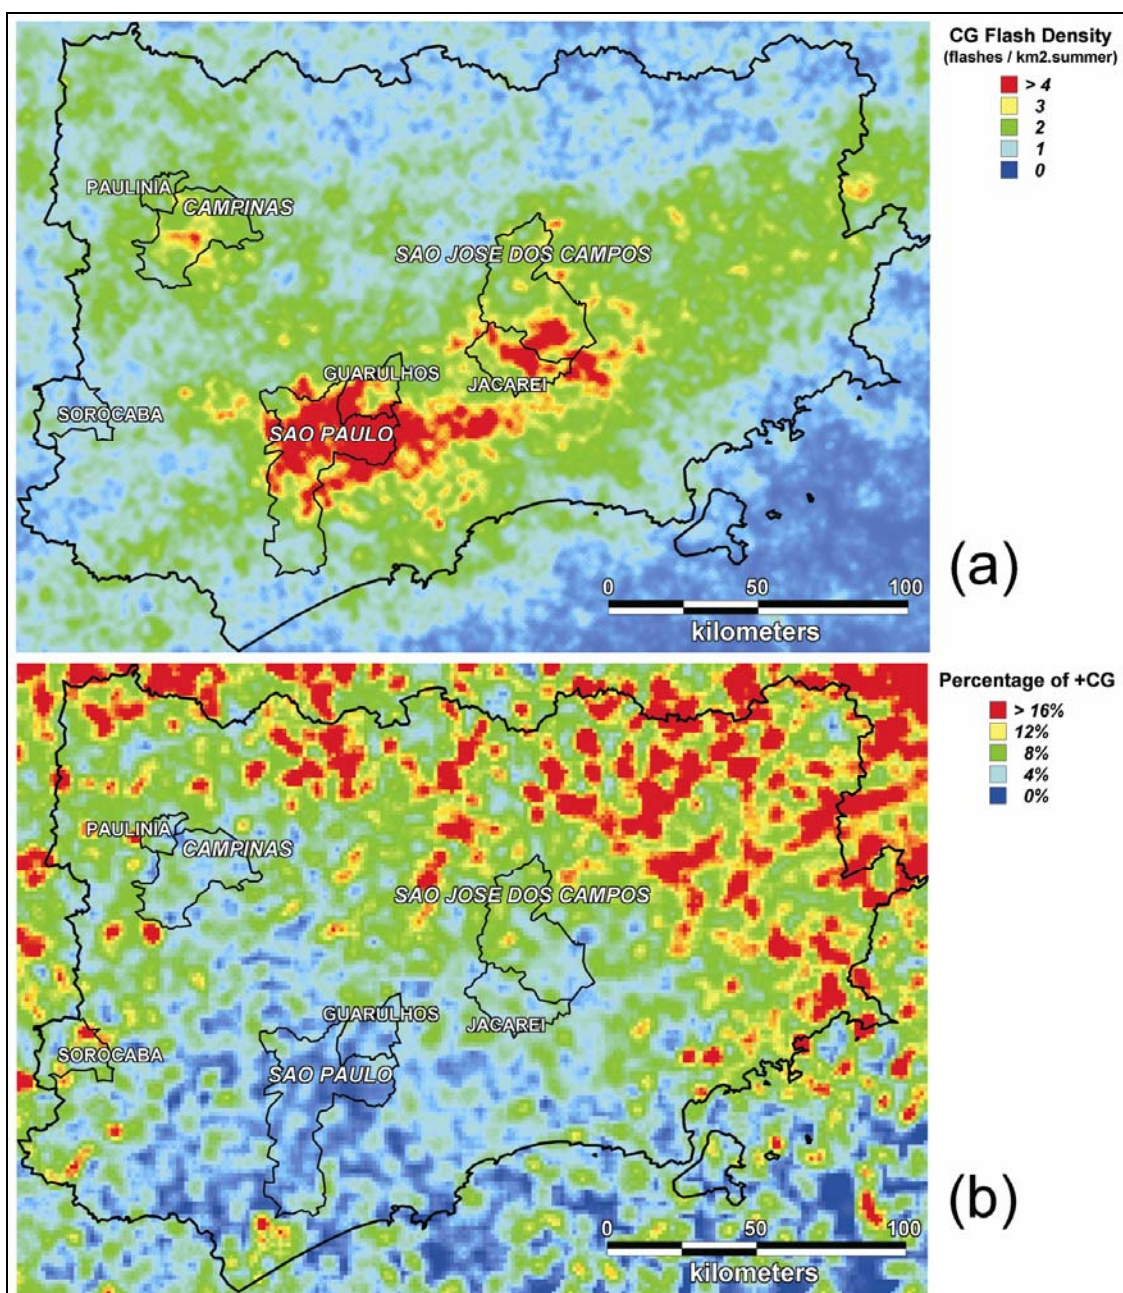 CG Flash Density
(flashes / km2.summer)
> 4
3
2
1
0
PAULINIA
CAMPINAS
SAO JOSE DOS CAMPOS
GUARULHOS
JACAREI
SOROCABA
SAO PAULO
(a)
0 50 100
kilometers
Percentage of +CG
> 16%
12%
8%
4%
0%
PAULINIA
CAMPINAS
SAO JOSE DOS CAMPOS
GUARULHOS
JACAREI
SOROCABA
SAO PAULO
(b)
0 50 100
kilometers